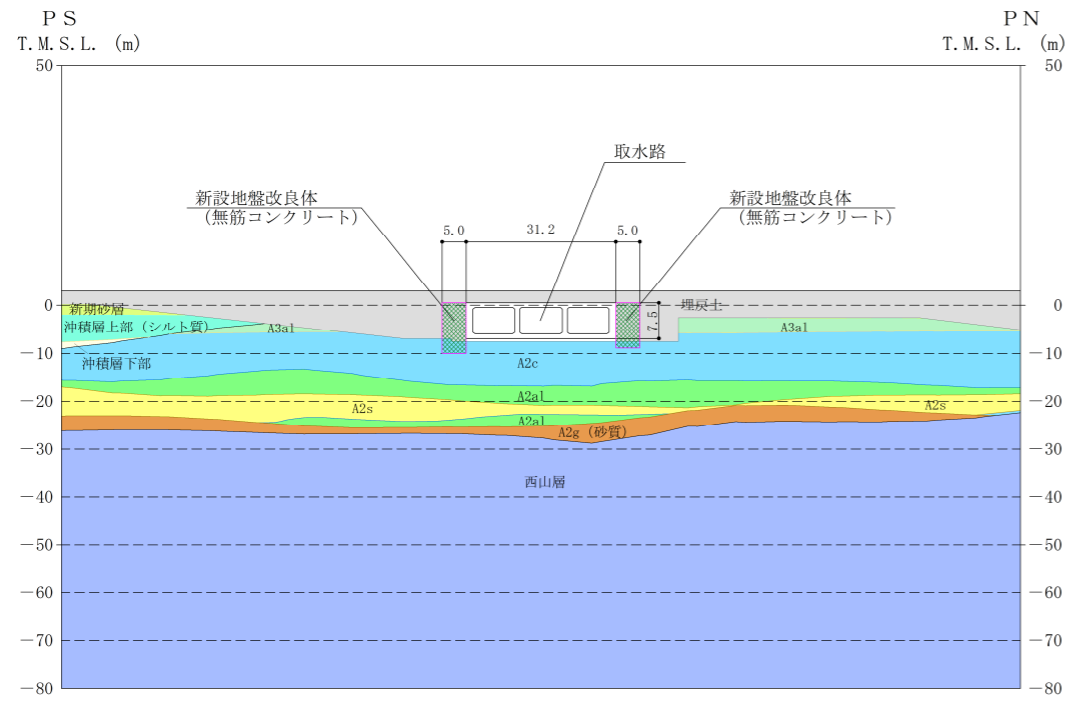 PS
PN
T.M.S.L. (m)
T.M.S.L. (m)
50
50
取水路
新設地盤改良体
(無筋コンクリート)
新設地盤改良体
(無筋コンクリート)
5.0
31.2
5.0
0
新期砂層
埋戻土
0
7.5
沖積層上部(シルト質)
A3al
A3al
-10
沖積層下部
A2c
-10
A2al
-20
A2s
A2s
-20
A2al
A2g(砂質)
-30
-30
西山層
-40
-40
-50
-50
-60
-60
-70
-70
-80
-80